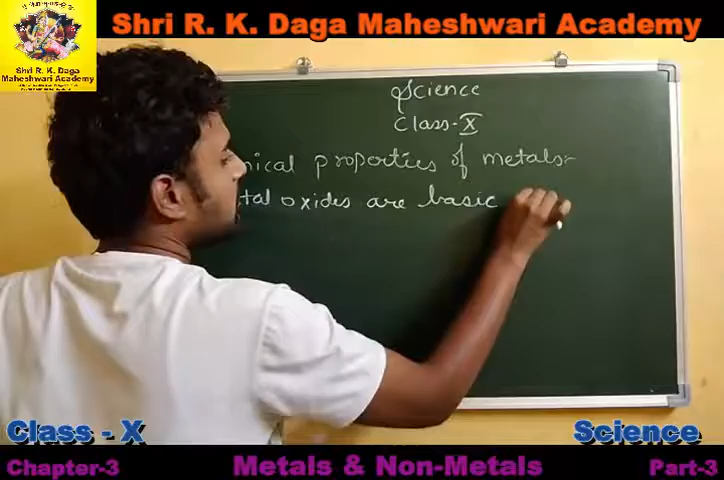 Shri R. K. Daga Maheshwari Academy
Shri R. K. Daga
Maheshwari Academy
Science
Class-X
ical properties of metals-
tal oxides are basic
Class - X
Science
Chapter-3
Metals & Non-Metals
Part-3